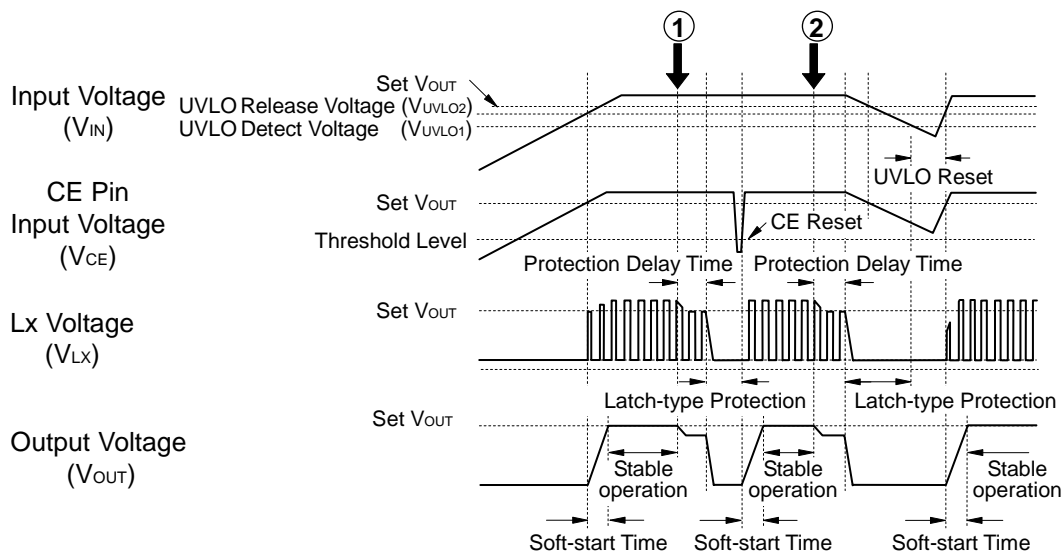 ① ②
Input Voltage
(VIN)
Set VOUT
UVLO Release Voltage (VUVLO2)
UVLO Detect Voltage (VUVLO1)
UVLO Reset
CE Pin
Input Voltage
(VCE)
Set VOUT
Threshold Level
CE Reset
Protection Delay Time Protection Delay Time
Lx Voltage
(VLX)
Set VOUT
Latch-type Protection Latch-type Protection
Output Voltage
(VOUT)
Set VOUT
Stable
operation
Stable
operation
Stable
operation
Soft-start Time Soft-start Time Soft-start Time